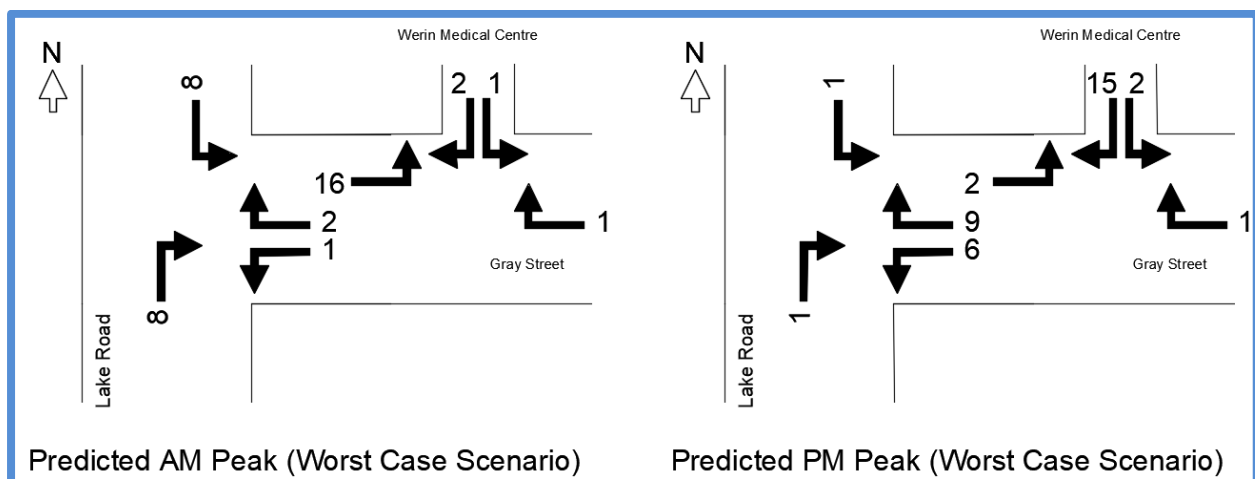 Werin Medical Centre
N
8
2 1
16
2
1
1
Gray Street
8
Lake Road
Predicted AM Peak (Worst Case Scenario)
Werin Medical Centre
N
1
15 2
2
9
1
6
Gray Street
1
Lake Road
Predicted PM Peak (Worst Case Scenario)